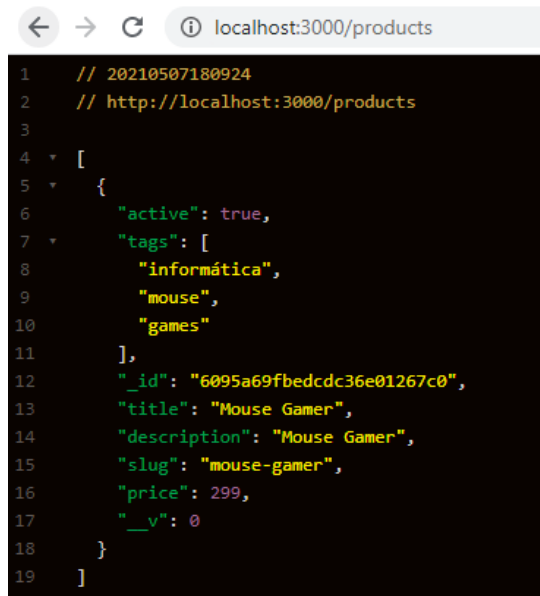 localhost:3000/products
1 // 20210507180924
2 // http://localhost:3000/products
3
4 [
5 {
6 "active": true,
7 "tags": [
8 "informática",
9 "mouse",
10 "games"
11 ],
12 "_id": "6095a69fbedcdc36e01267c0",
13 "title": "Mouse Gamer",
14 "description": "Mouse Gamer",
15 "slug": "mouse-gamer",
16 "price": 299,
17 "__v": 0
18 }
19 ]